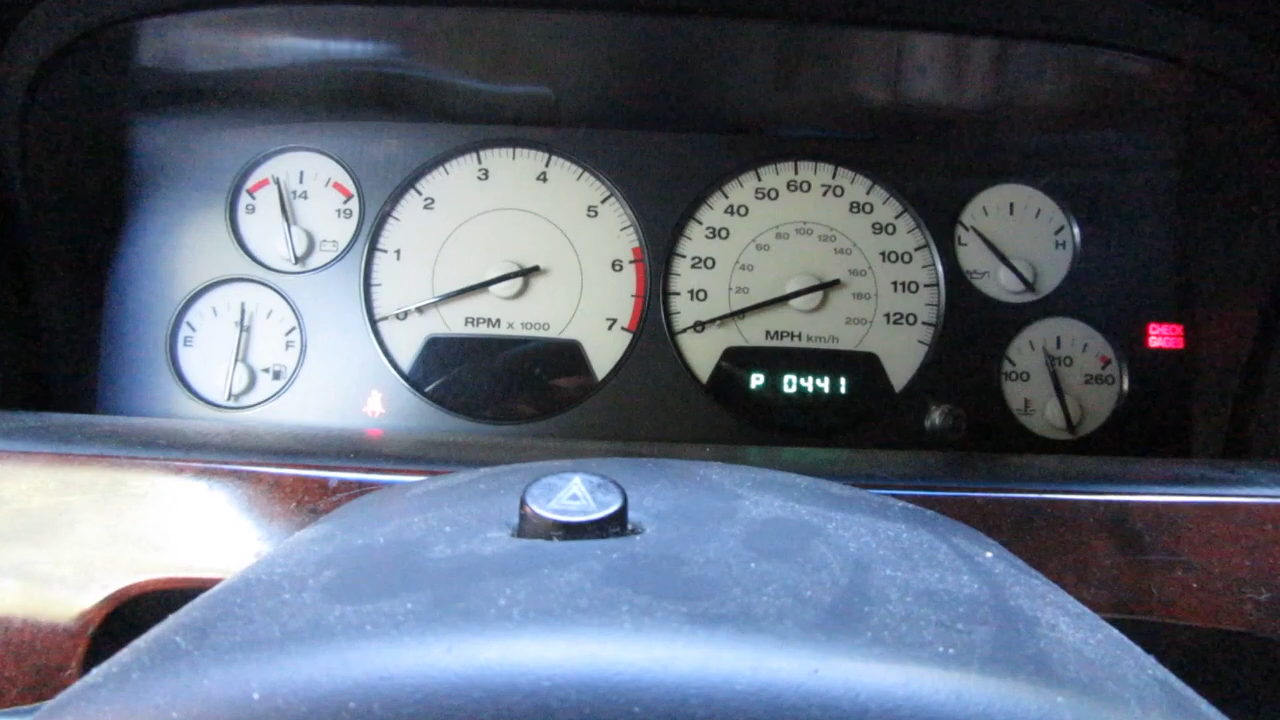 9 14 19
E F
0 1 2 3 4 5 6 7
RPM X 1000
0 10 20 30 40 50 60 70 80 90 100 110 120
20 40 60 80 100 120 140 160 180 200
MPH km/h
P 0441
L H
100 210 260
CHECK
GAGES